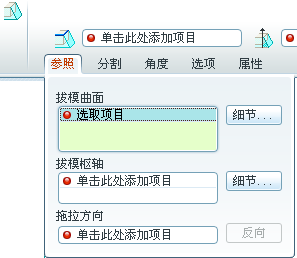 单击此处添加项目
参照 分割 角度 选项 属性
拔模曲面
选取项目 细节...
拔模枢轴
单击此处添加项目 细节...
拖拉方向
单击此处添加项目 反向